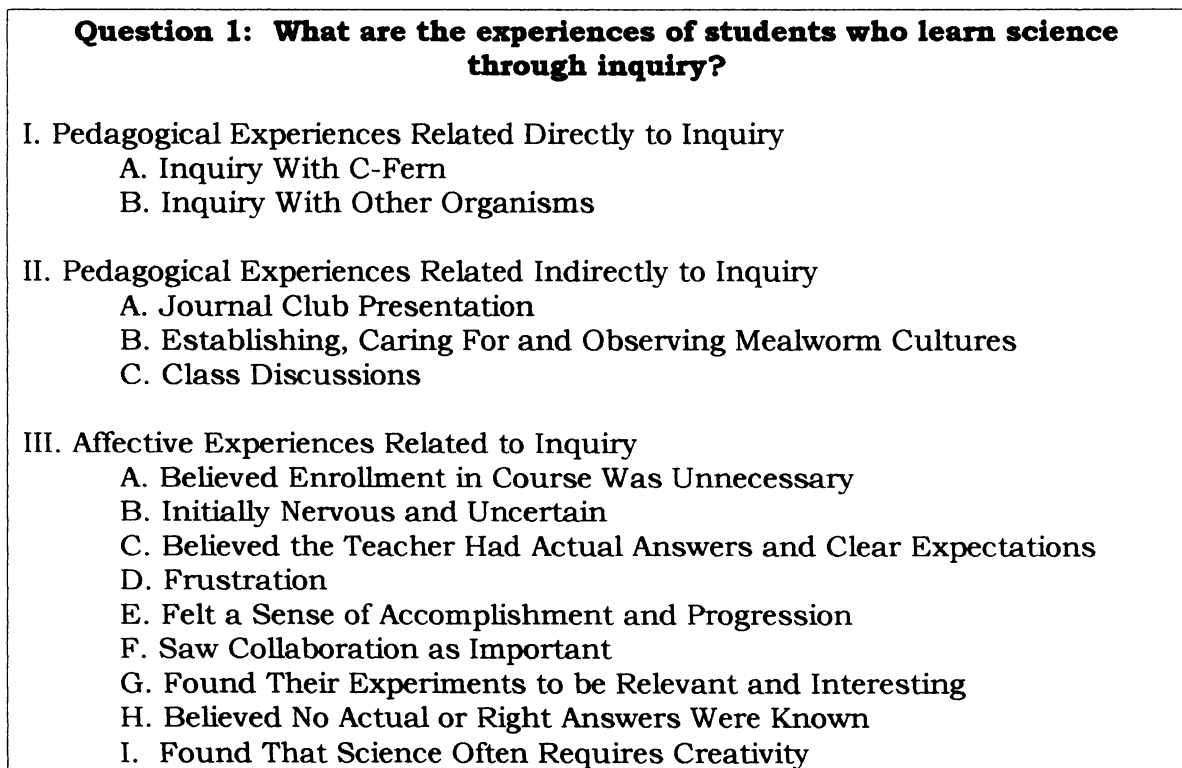 Question 1: What are the experiences of students who learn science
through inquiry?
I. Pedagogical Experiences Related Directly to Inquiry
A. Inquiry With C-Fern
B. Inquiry With Other Organisms
II. Pedagogical Experiences Related Indirectly to Inquiry
A. Journal Club Presentation
B. Establishing, Caring For and Observing Mealworm Cultures
C. Class Discussions
III. Affective Experiences Related to Inquiry
A. Believed Enrollment in Course Was Unnecessary
B. Initially Nervous and Uncertain
C. Believed the Teacher Had Actual Answers and Clear Expectations
D. Frustration
E. Felt a Sense of Accomplishment and Progression
F. Saw Collaboration as Important
G. Found Their Experiments to be Relevant and Interesting
H. Believed No Actual or Right Answers Were Known
I. Found That Science Often Requires Creativity